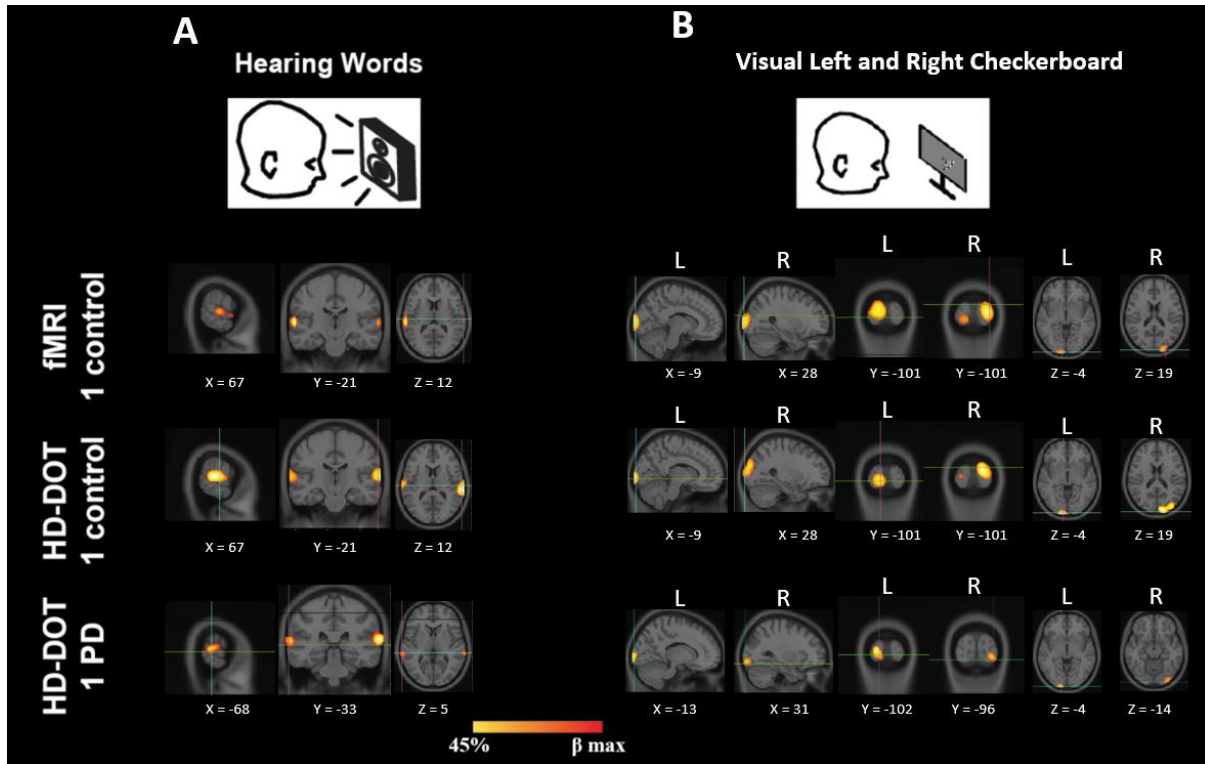 A
Hearing Words
B
Visual Left and Right Checkerboard
fMRI
1 control
L R L R L R
X = 67 Y = -21 Z = 12
X = -9 X = 28 Y = -101 Y = -101 Z = -4 Z = 19
HD-DOT
1 control
L R L R L R
X = 67 Y = -21 Z = 12
X = -9 X = 28 Y = -101 Y = -101 Z = -4 Z = 19
HD-DOT
1 PD
L R L R L R
X = -68 Y = -33 Z = 5
X = -13 X = 31 Y = -102 Y = -96 Z = -4 Z = -14
45% β max